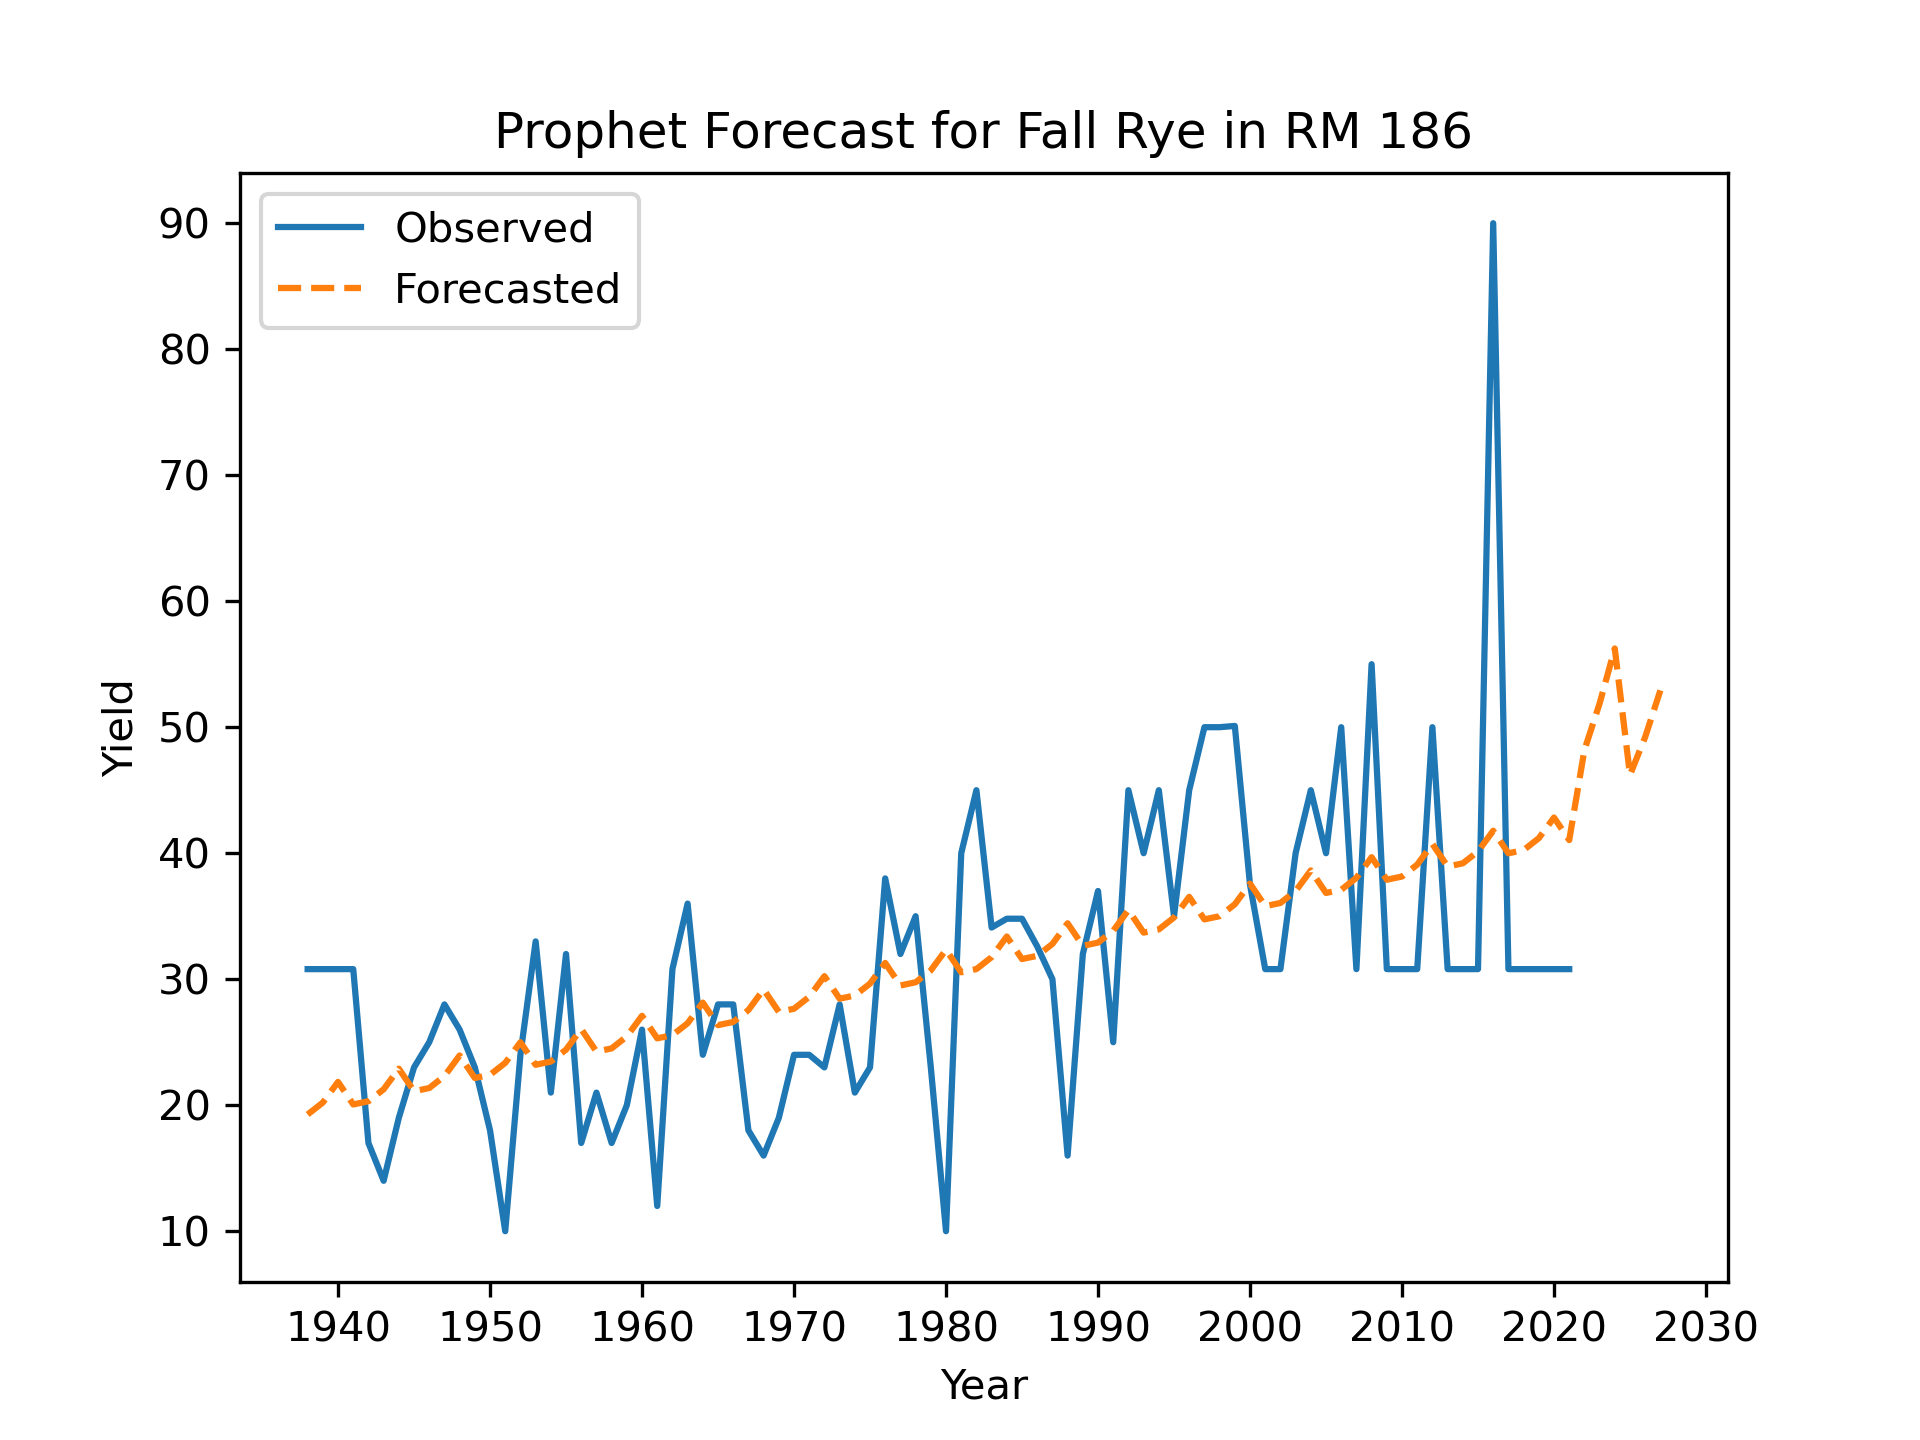 Prophet Forecast for Fall Rye in RM 186
Observed
Forecasted
90
80
70
60
50
40
30
20
10
Yield
1940 1950 1960 1970 1980 1990 2000 2010 2020 2030
Year